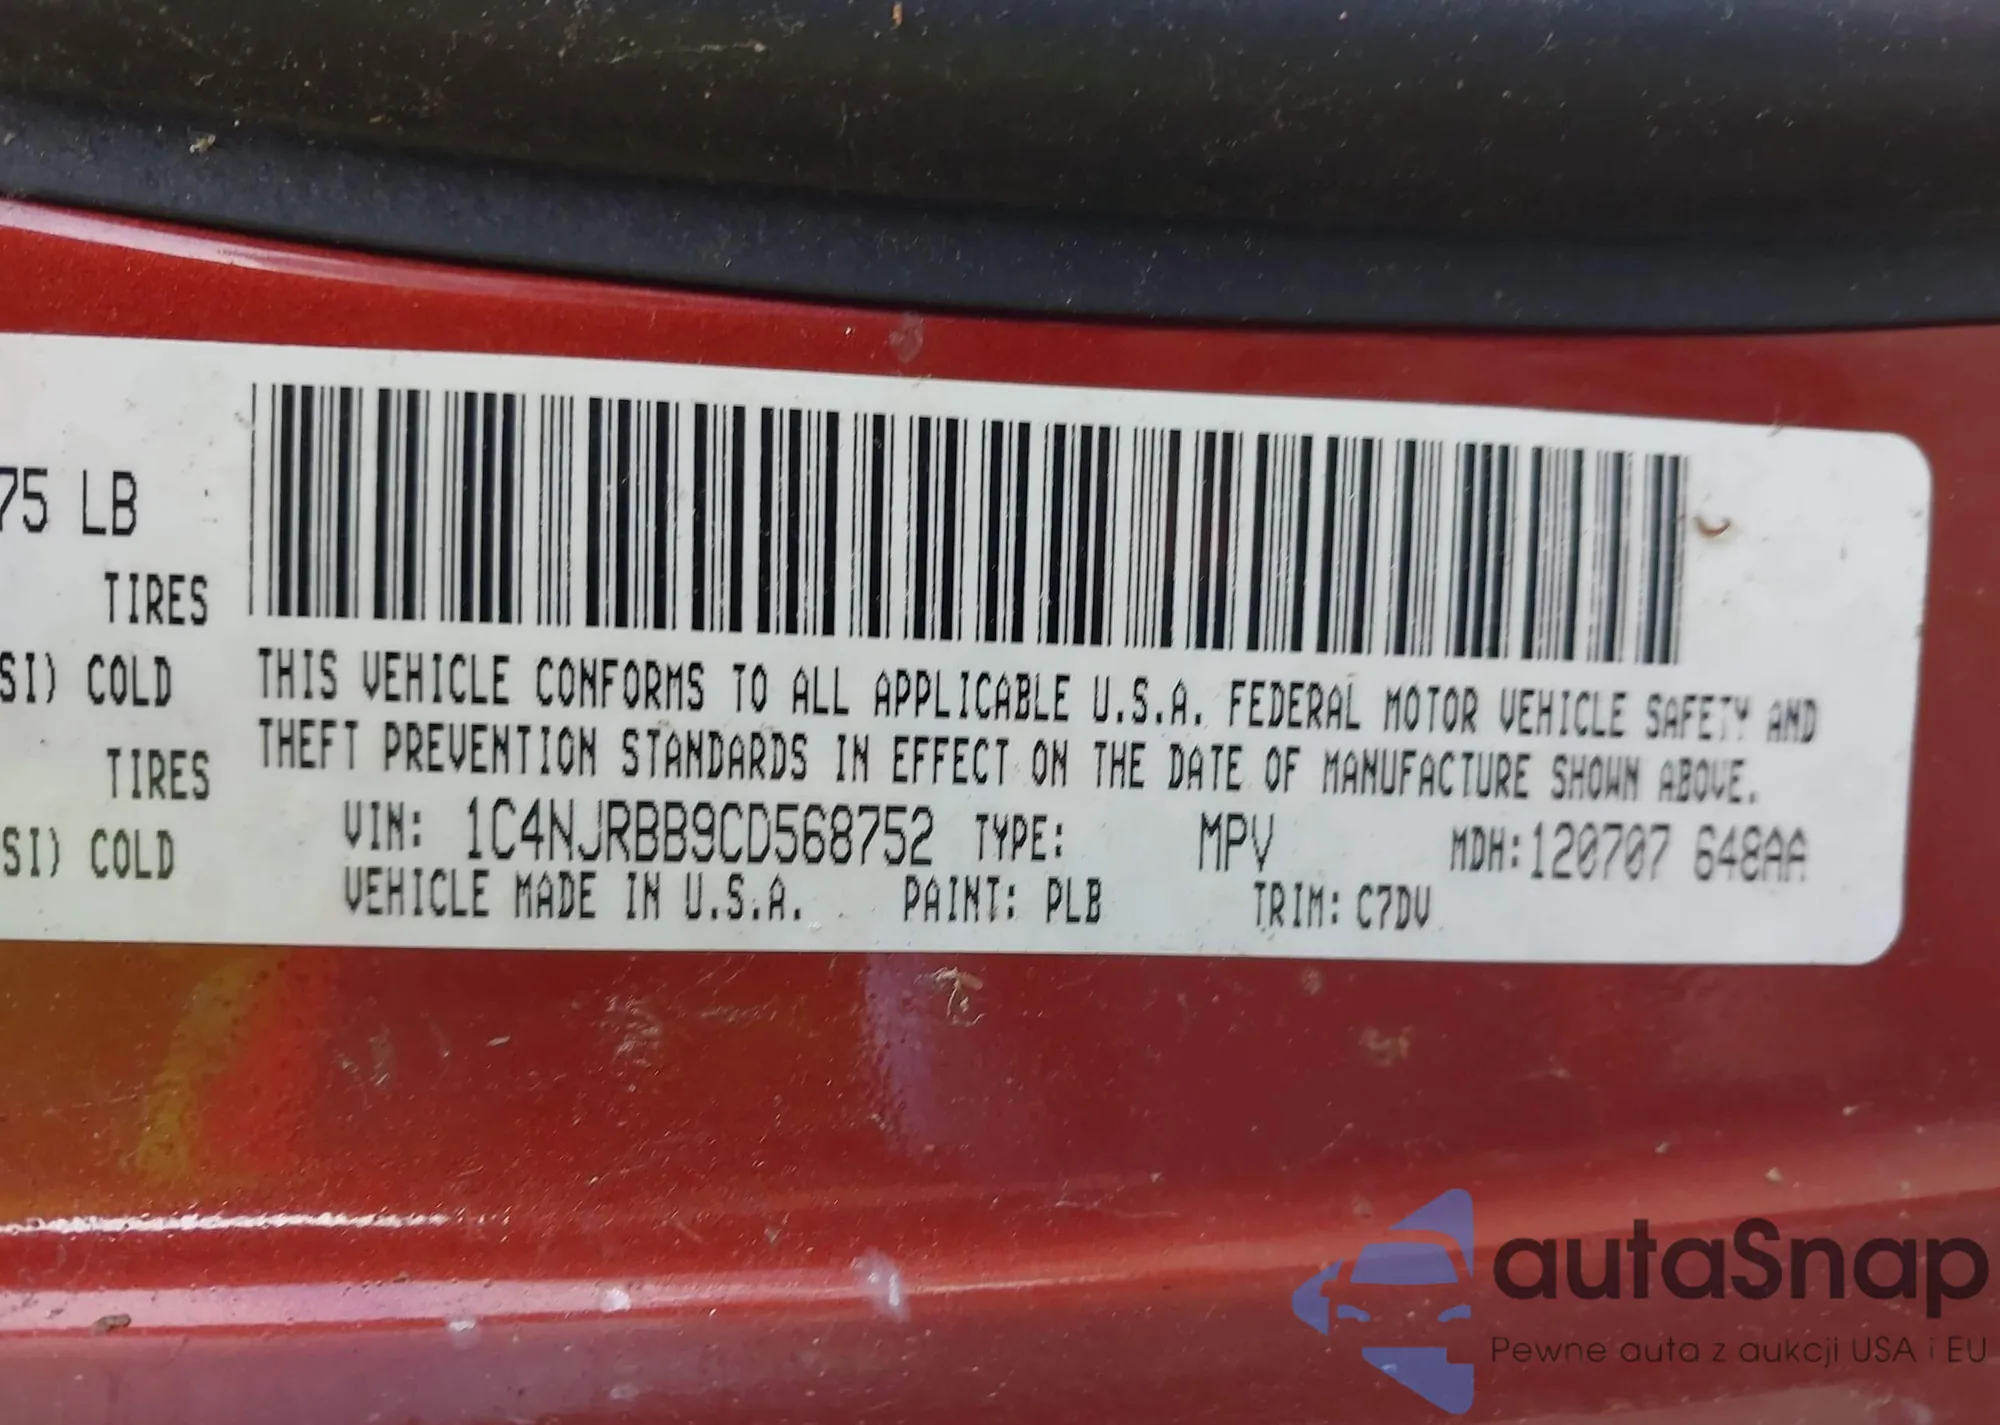 75 LB
TIRES
SI) COLD
TIRES
SI) COLD
THIS VEHICLE CONFORMS TO ALL APPLICABLE U.S.A. FEDERAL MOTOR VEHICLE SAFETY AND
THEFT PREVENTION STANDARDS IN EFFECT ON THE DATE OF MANUFACTURE SHOWN ABOVE.
VIN: 1C4NJRBB9CD568752 TYPE: MPV MDH:120707 648AA
VEHICLE MADE IN U.S.A. PAINT: PLB TRIM: C7DV
autaSnap
Pewne auta z aukcji USA i EU